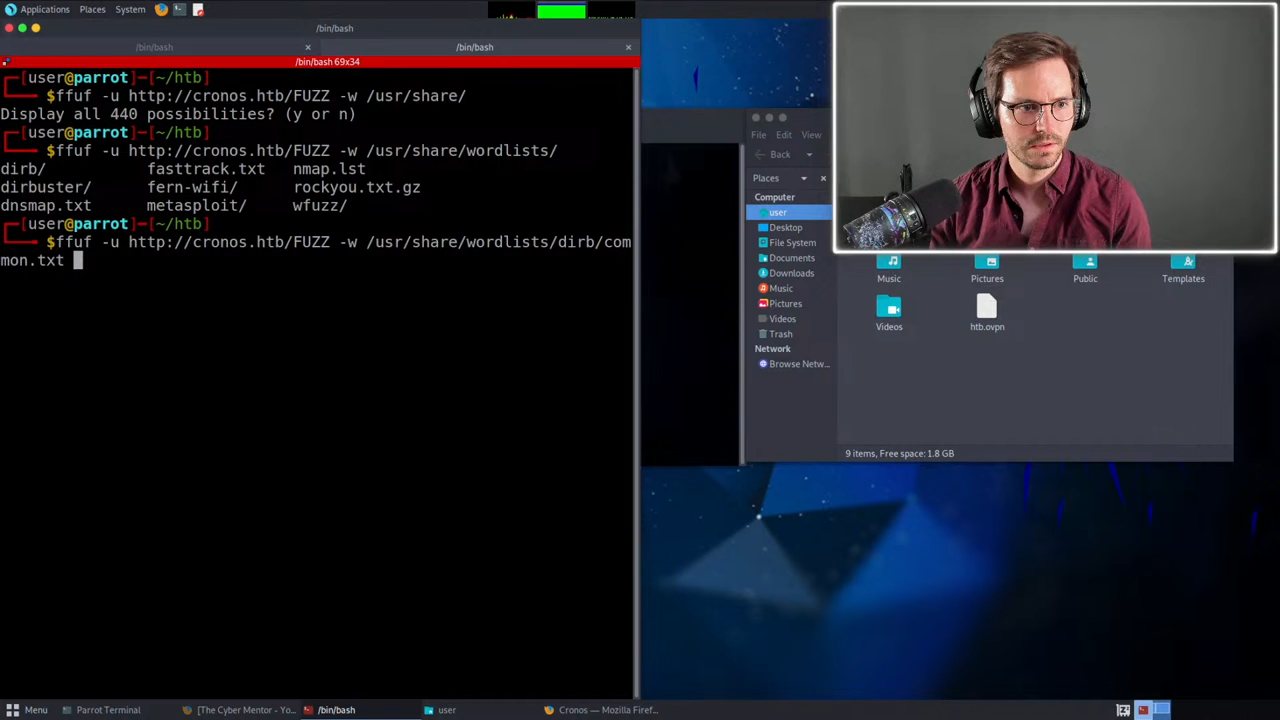 Applications Places System
/bin/bash
/bin/bash
/bin/bash
/bin/bash 69x34
[user@parrot]─[~/htb]
$ffuf -u http://cronos.htb/FUZZ -w /usr/share/
Display all 440 possibilities? (y or n)
[user@parrot]─[~/htb]
$ffuf -u http://cronos.htb/FUZZ -w /usr/share/wordlists/
dirb/ fasttrack.txt nmap.lst
dirbuster/ fern-wifi/ rockyou.txt.gz
dnsmap.txt metasploit/ wfuzz/
[user@parrot]─[~/htb]
$ffuf -u http://cronos.htb/FUZZ -w /usr/share/wordlists/dirb/com
mon.txt
File Edit View
Back
Places
Computer
user
Desktop
File System
Documents
Downloads
Music
Pictures
Videos
Trash
Network
Browse Netw...
Music Pictures Public Templates
Videos htb.ovpn
9 items, Free space: 1.8 GB
Menu Parrot Terminal [The Cyber Mentor - Yo... /bin/bash user Cronos — Mozilla Firef...